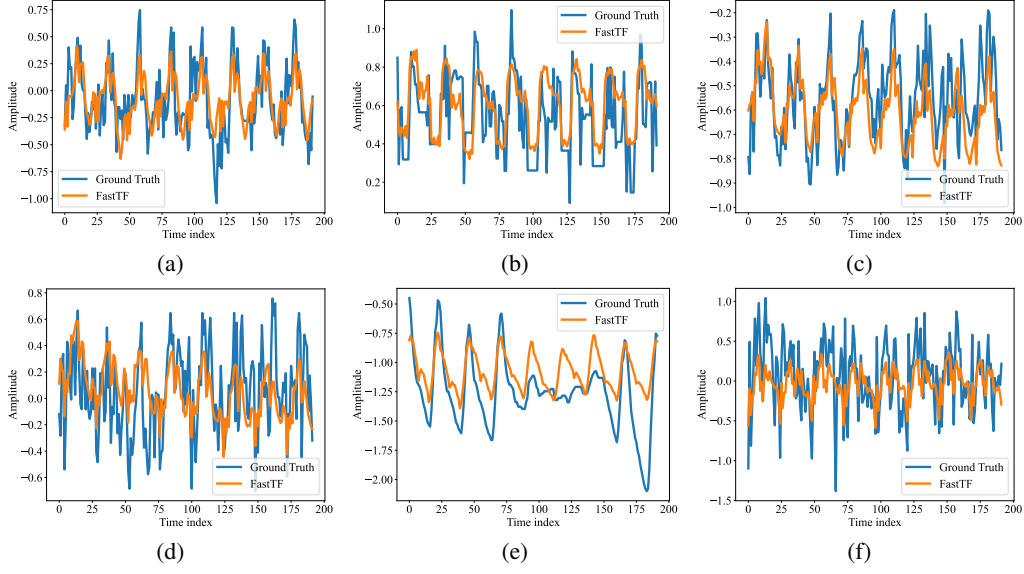 0.75
0.50
0.25
0.00
−0.25
−0.50
−0.75
−1.00
Amplitude
Ground Truth
FastTF
0 25 50 75 100 125 150 175 200
Time index
(a)
1.0
0.8
0.6
0.4
0.2
Amplitude
Ground Truth
FastTF
0 25 50 75 100 125 150 175 200
Time index
(b)
−0.2
−0.3
−0.4
−0.5
−0.6
−0.7
−0.8
−0.9
−1.0
Amplitude
Ground Truth
FastTF
0 25 50 75 100 125 150 175 200
Time index
(c)
0.8
0.6
0.4
0.2
0.0
−0.2
−0.4
−0.6
Amplitude
Ground Truth
FastTF
0 25 50 75 100 125 150 175 200
Time index
(d)
−0.50
−0.75
−1.00
−1.25
−1.50
−1.75
−2.00
Amplitude
Ground Truth
FastTF
0 25 50 75 100 125 150 175 200
Time index
(e)
1.0
0.5
0.0
−0.5
−1.0
−1.5
Amplitude
Ground Truth
FastTF
0 25 50 75 100 125 150 175 200
Time index
(f)